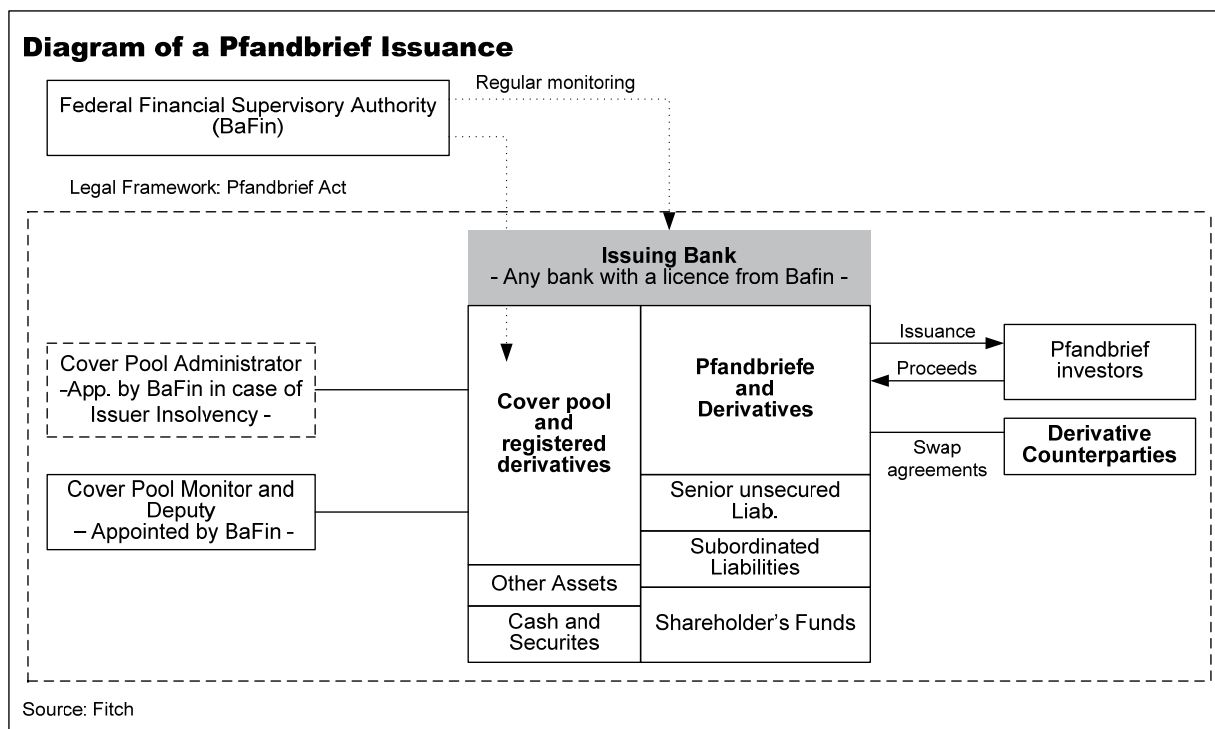 Diagram of a Pfandbrief Issuance
Regular monitoring
Federal Financial Supervisory Authority
(BaFin)
Legal Framework: Pfandbrief Act
Issuing Bank
- Any bank with a licence from Bafin -
Cover Pool Administrator
-App. by BaFin in case of
Issuer Insolvency -
Cover Pool Monitor and
Deputy
– Appointed by BaFin -
Cover pool
and
registered
derivatives
Other Assets
Cash and
Securites
Pfandbriefe
and
Derivatives
Senior unsecured
Liab.
Subordinated
Liabilities
Shareholder’s Funds
Issuance
Proceeds
Swap
agreements
Pfandbrief
investors
Derivative
Counterparties
Source: Fitch